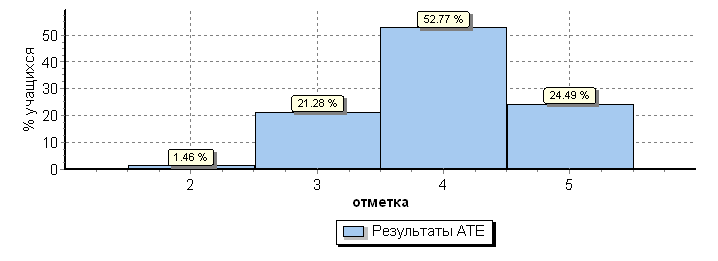 52.77 %
50
% учащихся
40
30
24.49 %
21.28 %
20
10
1.46 %
0
2 3 4 5
отметка
Результаты АТЕ